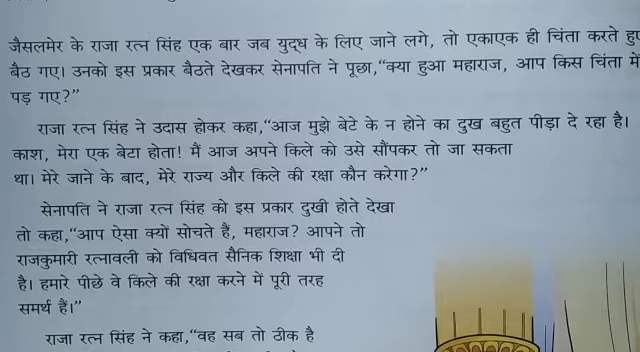 जैसलमेर के राजा रत्न सिंह एक बार जब युद्ध के लिए जाने लगे, तो एकाएक ही चिंता करते हुए
बैठ गए। उनको इस प्रकार बैठते देखकर सेनापति ने पूछा,“क्या हुआ महाराज, आप किस चिंता में
पड़ गए?”
राजा रत्न सिंह ने उदास होकर कहा,“आज मुझे बेटे के न होने का दुख बहुत पीड़ा दे रहा है।
काश, मेरा एक बेटा होता! मैं आज अपने किले को उसे सौंपकर तो जा सकता
था। मेरे जाने के बाद, मेरे राज्य और किले की रक्षा कौन करेगा?”
सेनापति ने राजा रत्न सिंह को इस प्रकार दुखी होते देखा
तो कहा,“आप ऐसा क्यों सोचते हैं, महाराज? आपने तो
राजकुमारी रत्नावली को विधिवत सैनिक शिक्षा भी दी
है। हमारे पीछे वे किले की रक्षा करने में पूरी तरह
समर्थ हैं।”
राजा रत्न सिंह ने कहा,“वह सब तो ठीक है